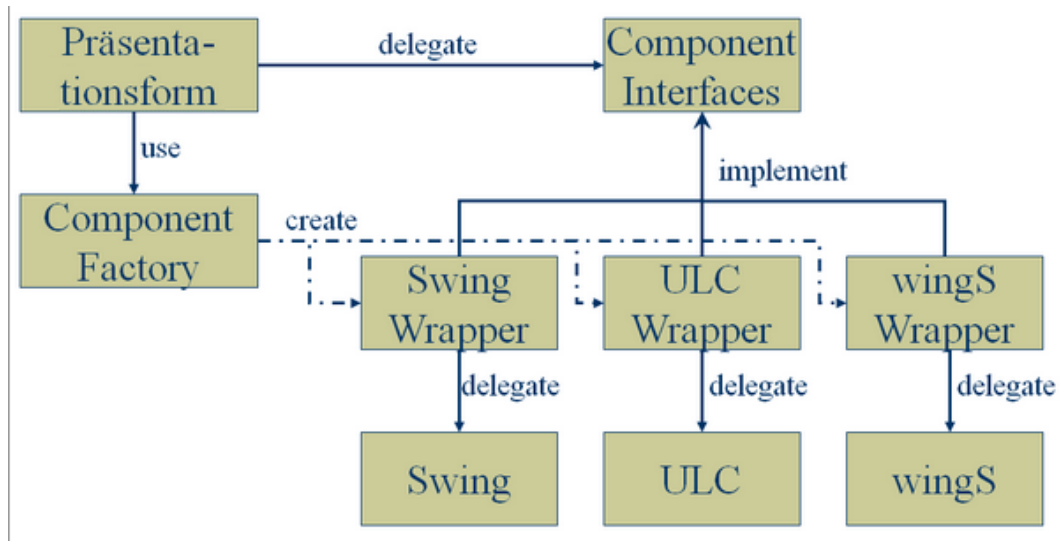 Präsenta-
tionsform
delegate
Component
Interfaces
use
implement
Component
Factory
create
Swing
Wrapper
ULC
Wrapper
wingS
Wrapper
delegate
delegate
delegate
Swing
ULC
wingS